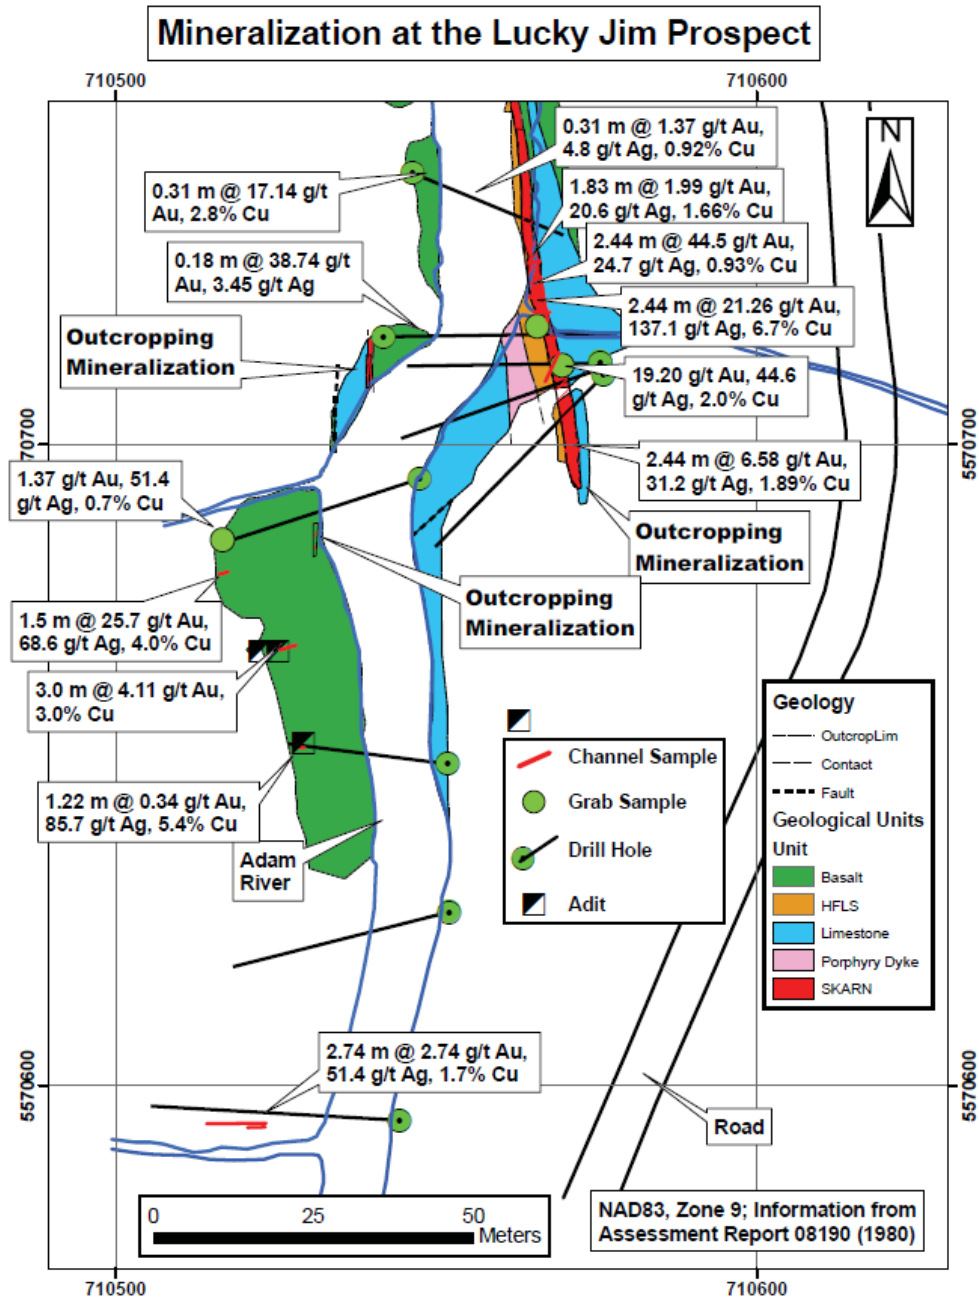 Mineralization at the Lucky Jim Prospect
710500
710600
N
0.31 m @ 1.37 g/t Au,
4.8 g/t Ag, 0.92% Cu
0.31 m @ 17.14 g/t
Au, 2.8% Cu
1.83 m @ 1.99 g/t Au,
20.6 g/t Ag, 1.66% Cu
2.44 m @ 44.5 g/t Au,
24.7 g/t Ag, 0.93% Cu
0.18 m @ 38.74 g/t
Au, 3.45 g/t Ag
2.44 m @ 21.26 g/t Au,
137.1 g/t Ag, 6.7% Cu
Outcropping
Mineralization
19.20 g/t Au, 44.6
g/t Ag, 2.0% Cu
5570700
5570700
2.44 m @ 6.58 g/t Au,
31.2 g/t Ag, 1.89% Cu
1.37 g/t Au, 51.4
g/t Ag, 0.7% Cu
Outcropping
Mineralization
Outcropping
Mineralization
1.5 m @ 25.7 g/t Au,
68.6 g/t Ag, 4.0% Cu
3.0 m @ 4.11 g/t Au,
3.0% Cu
1.22 m @ 0.34 g/t Au,
85.7 g/t Ag, 5.4% Cu
Adam
River
Channel Sample
Grab Sample
Drill Hole
Adit
Geology
OutcropLim
Contact
Fault
Geological Units
Unit
Basalt
HFLS
Limestone
Porphyry Dyke
SKARN
2.74 m @ 2.74 g/t Au,
51.4 g/t Ag, 1.7% Cu
5570600
5570600
Road
0 25 50
Meters
NAD83, Zone 9; Information from
Assessment Report 08190 (1980)
710500
710600